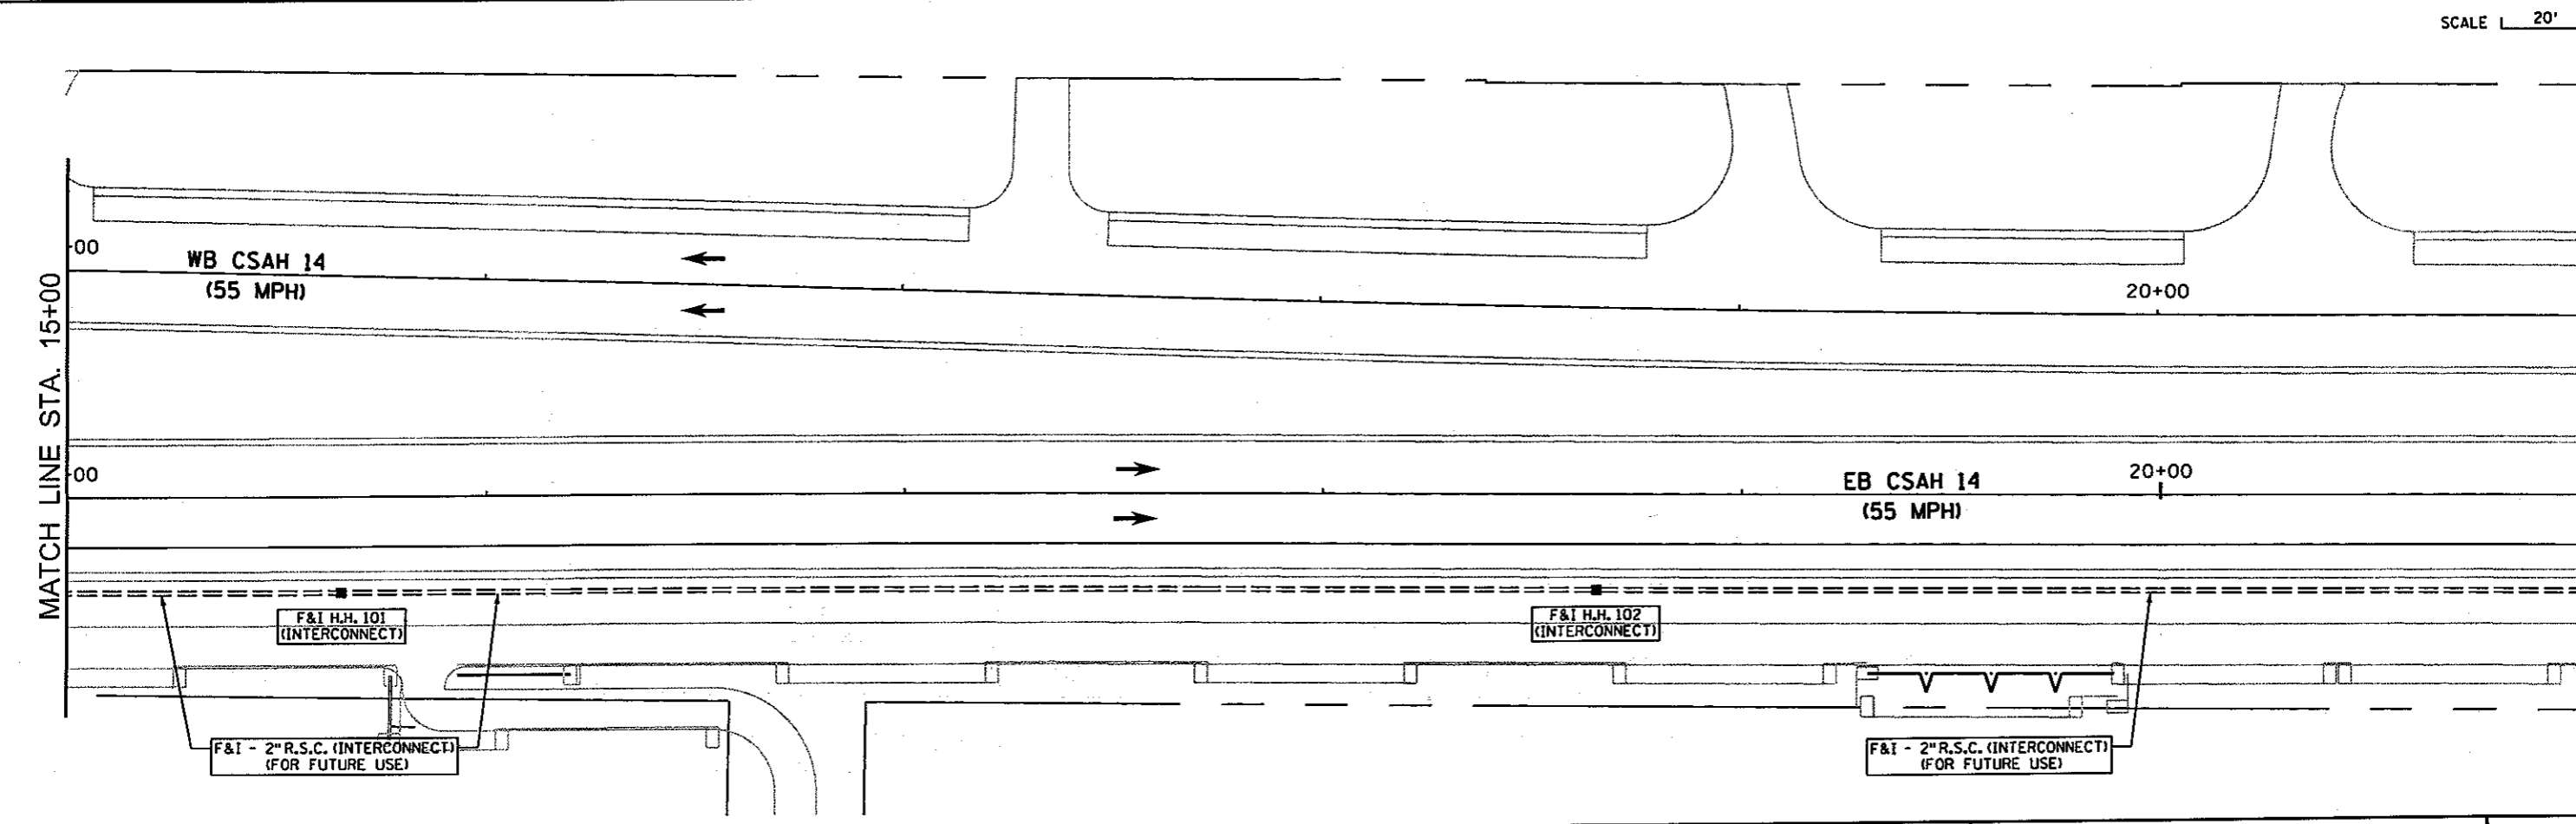 SCALE 20'
00
WB CSAH 14
(55 MPH)
20+00
MATCH LINE STA. 15+00
00
EB CSAH 14
(55 MPH)
20+00
F&I H.H. 101
(INTERCONNECT)
F&I H.H. 102
(INTERCONNECT)
F&I - 2" R.S.C. (INTERCONNECT)
(FOR FUTURE USE)
F&I - 2" R.S.C. (INTERCONNECT)
(FOR FUTURE USE)